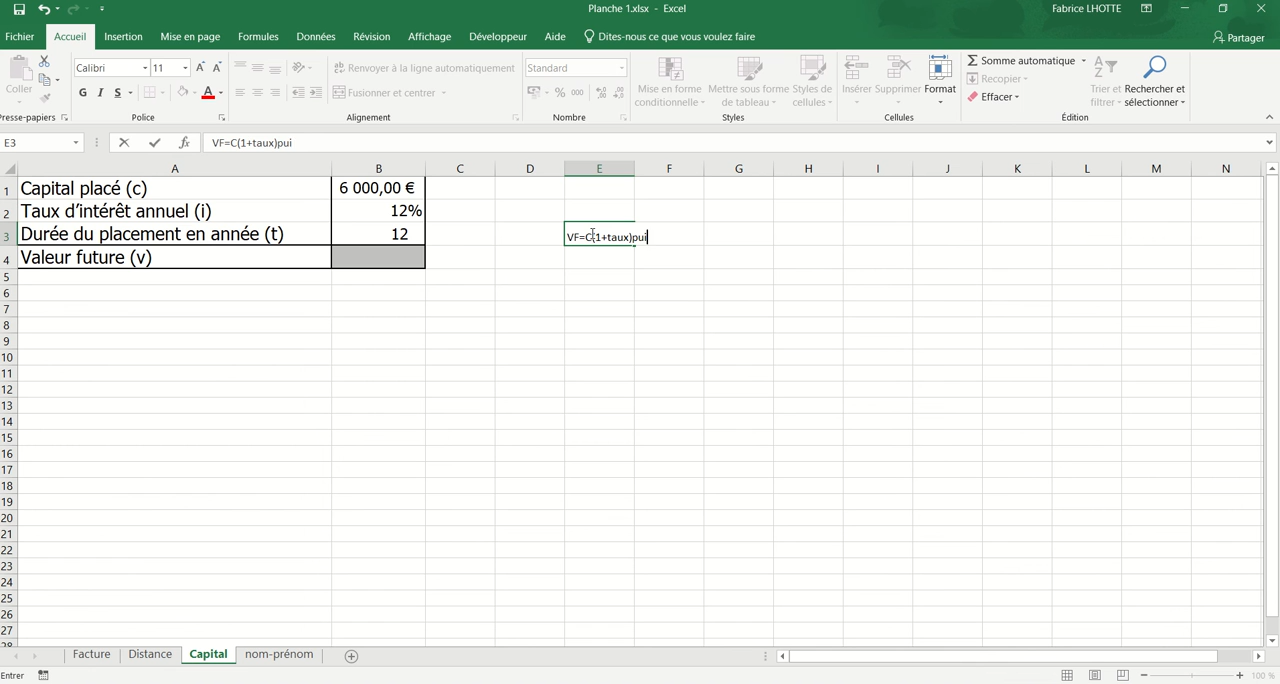 Planche 1.xlsx - Excel
Fabrice LHOTTE
Fichier Accueil Insertion Mise en page Formules Données Révision Affichage Développeur Aide Dites-nous ce que vous voulez faire Partager
Coller
Calibri 11 A A
G I S A
Renvoyer à la ligne automatiquement
Fusionner et centrer
Standard
% 000
Mise en forme conditionnelle
Mettre sous forme de tableau
Styles de cellules
Insérer Supprimer Format
Σ Somme automatique
Recopier
Effacer
Trier et filtrer
Rechercher et sélectionner
Presse-papiers Police Alignement Nombre Styles Cellules Édition
E3 fx VF=C(1+taux)pui
A B C D E F G H I J K L M N
1 Capital placé (c) 6 000,00 €
2 Taux d’intérêt annuel (i) 12%
3 Durée du placement en année (t) 12 VF=C(1+taux)pui
4 Valeur future (v)
5
6
7
8
9
10
11
12
13
14
15
16
17
18
19
20
21
22
23
24
25
26
27
28
Facture Distance Capital nom-prénom
Entrer
100 %